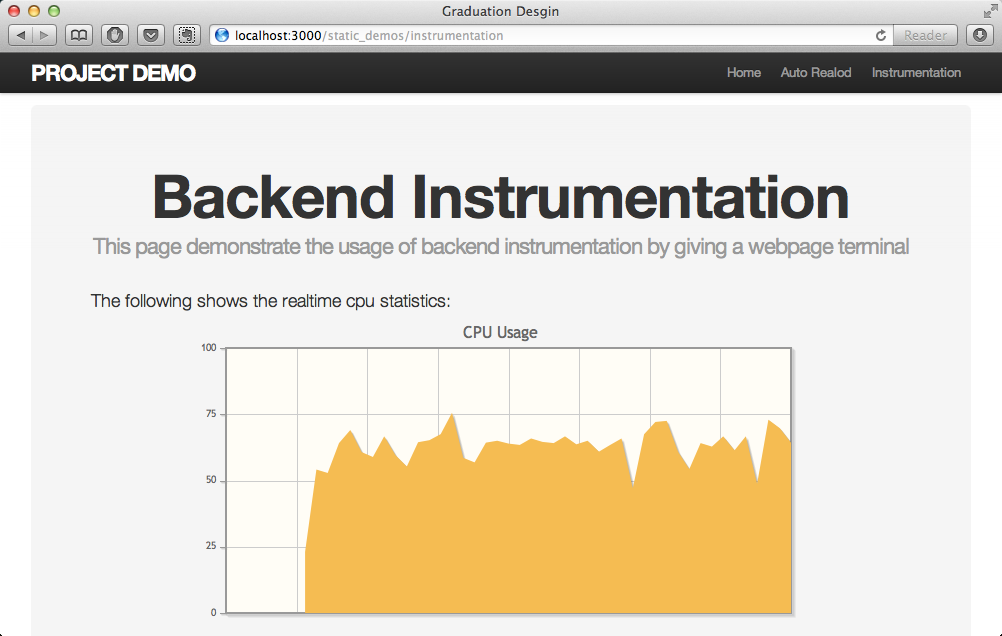 Graduation Desgin
localhost:3000/static_demos/instrumentation
Reader
PROJECT DEMO
Home Auto Realod Instrumentation
Backend Instrumentation
This page demonstrate the usage of backend instrumentation by giving a webpage terminal
The following shows the realtime cpu statistics:
CPU Usage
100
75
50
25
0